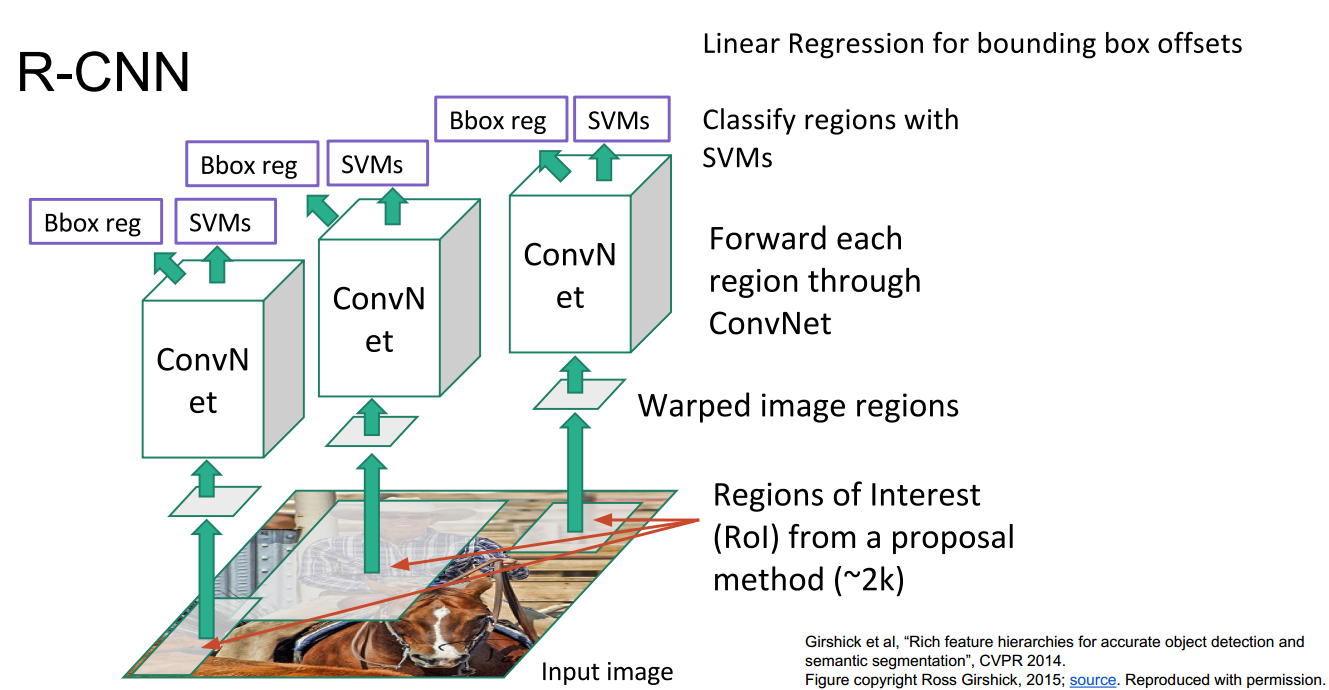 R-CNN
Linear Regression for bounding box offsets
Bbox reg
SVMs
Classify regions with
SVMs
Bbox reg
SVMs
Bbox reg
SVMs
ConvN
et
ConvN
et
ConvN
et
Forward each
region through
ConvNet
Warped image regions
Regions of Interest
(RoI) from a proposal
method (~2k)
Input image
Girshick et al, “Rich feature hierarchies for accurate object detection and
semantic segmentation”, CVPR 2014.
Figure copyright Ross Girshick, 2015; source. Reproduced with permission.